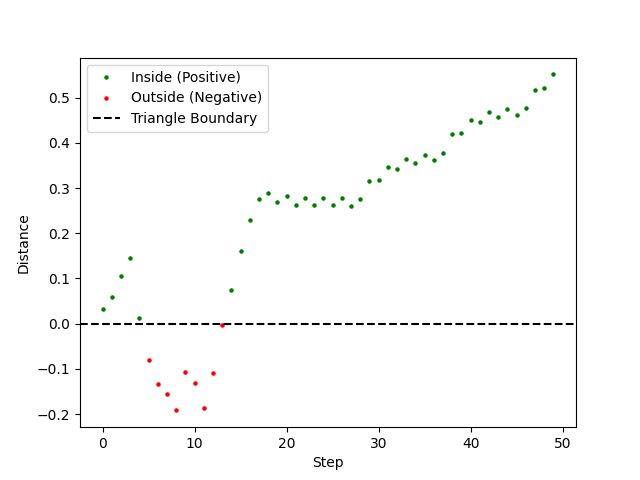 Inside (Positive)
Outside (Negative)
Triangle Boundary
Distance
0.5
0.4
0.3
0.2
0.1
0.0
−0.1
−0.2
0 10 20 30 40 50
Step